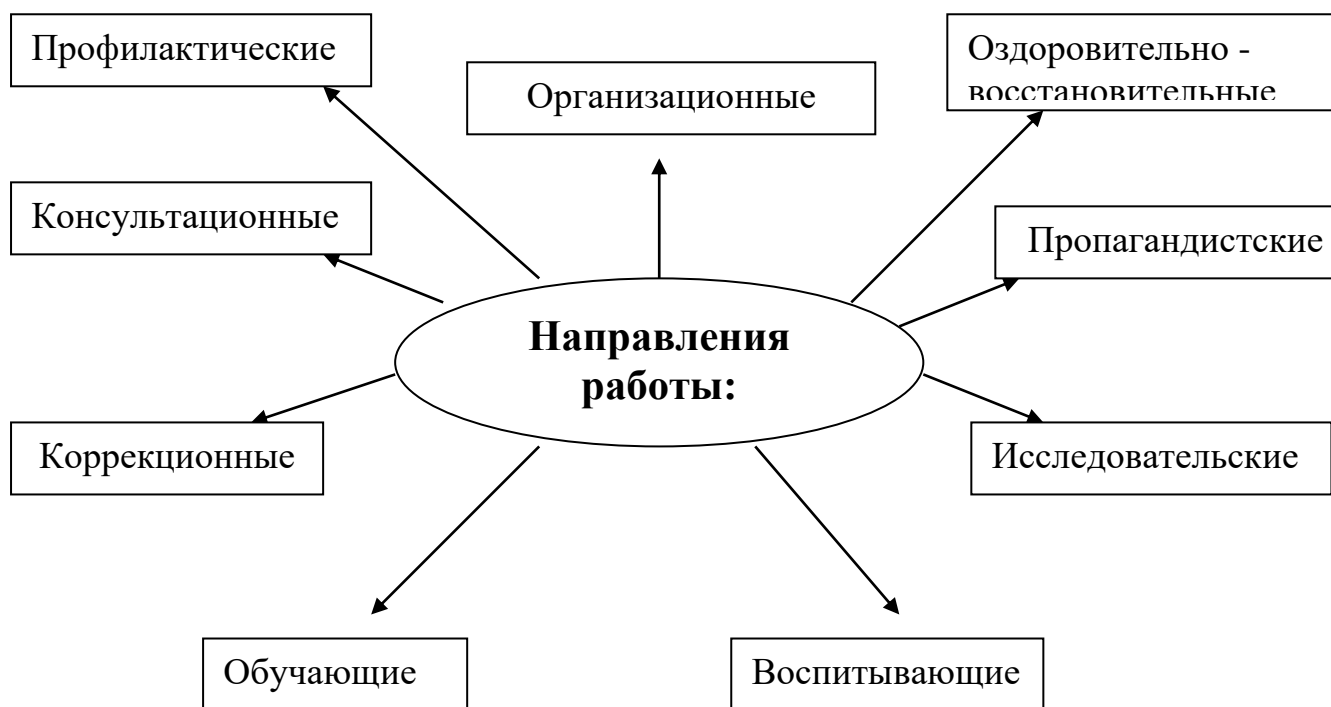 Профилактические
Организационные
Оздоровительно -
восстановительные
Консультационные
Пропагандистские
Направления
работы:
Коррекционные
Исследовательские
Обучающие
Воспитывающие